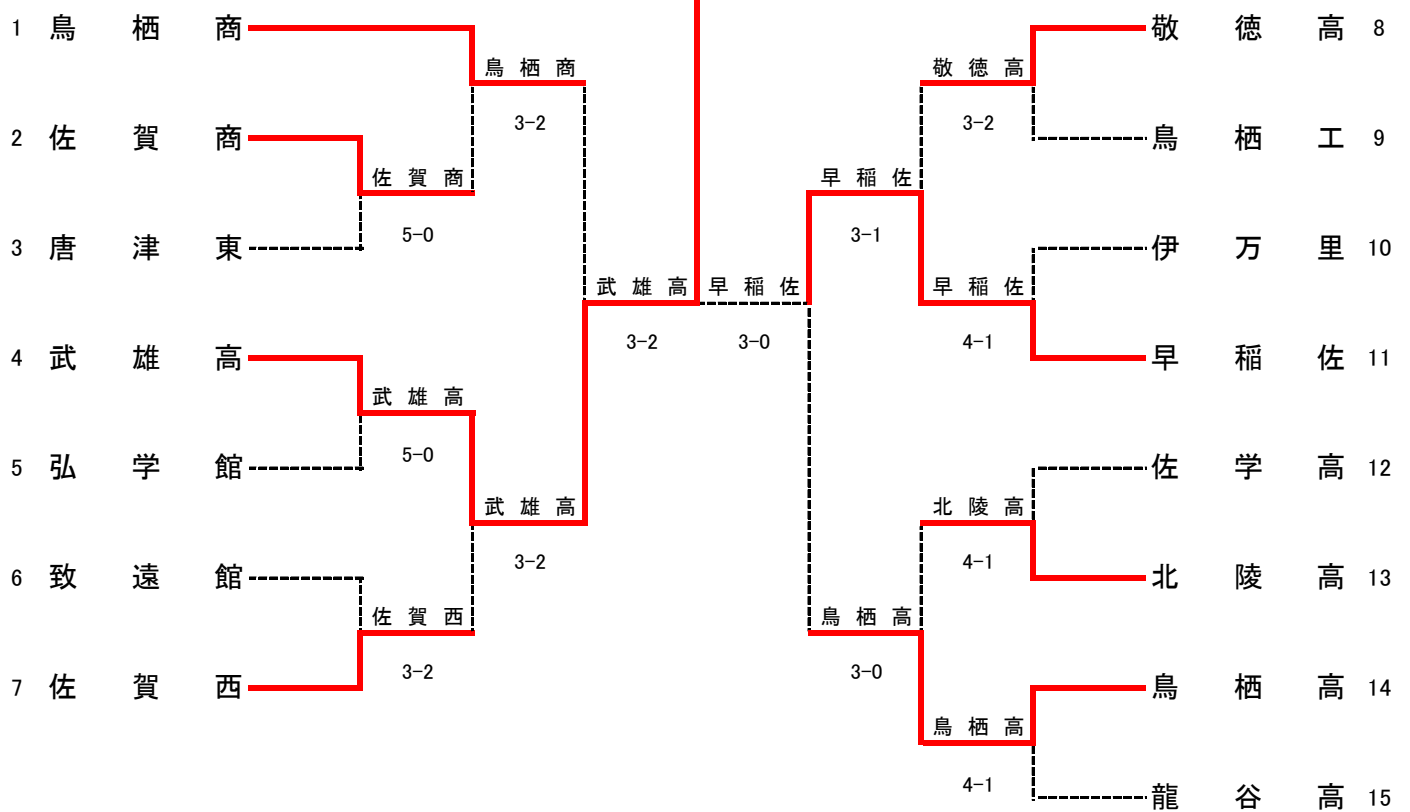 1 鳥栖商 敬徳高 8
鳥栖商 敬徳高
3-2 3-2
2 佐賀商 鳥栖工 9
佐賀商 早稲佐
5-0 3-1
3 唐津東 伊万里 10
武雄高 早稲佐 早稲佐
3-2 3-0 4-1
4 武雄高 早稲佐 11
武雄高
5-0
5 弘学館 佐学高 12
武雄高 北陵高
3-2 4-1
6 致遠館 北陵高 13
佐賀西 鳥栖高
3-2 3-0
7 佐賀西 鳥栖高 14
鳥栖高
4-1
龍谷高 15